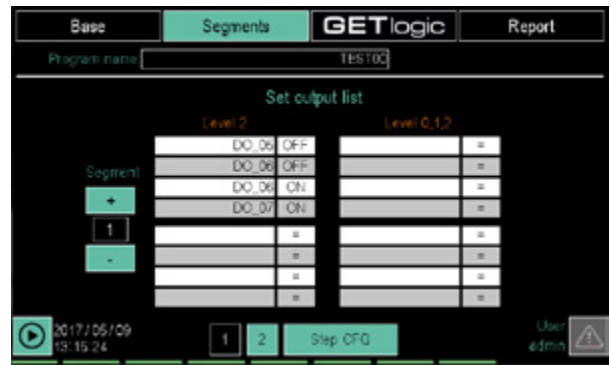 Base Segments GETlogic Report
Program name TEST00
Set output list
Level 2 Level 0,1,2
DO_05 OFF =
DO_06 OFF =
Segment
DO_06 ON =
+
DO_07 ON =
1
= =
- = =
= =
= =
2017/05/09
13:15:24
1 2 Step CFG
User
admin